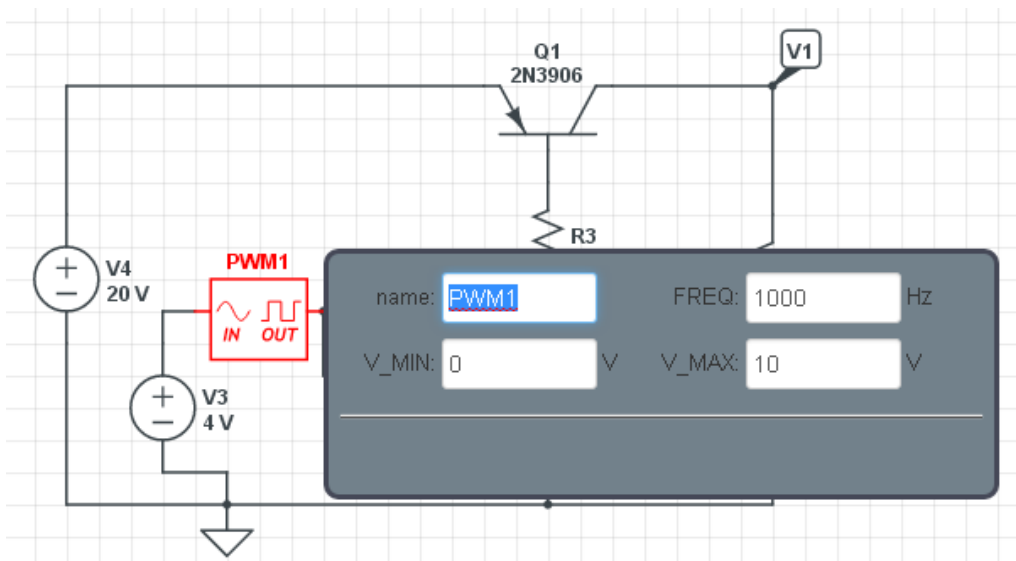 V1
Q1
2N3906
R3
V4
20 V
PWM1
IN OUT
V3
4 V
name: PWM1 FREQ: 1000 Hz
V_MIN: 0 V V_MAX: 10 V